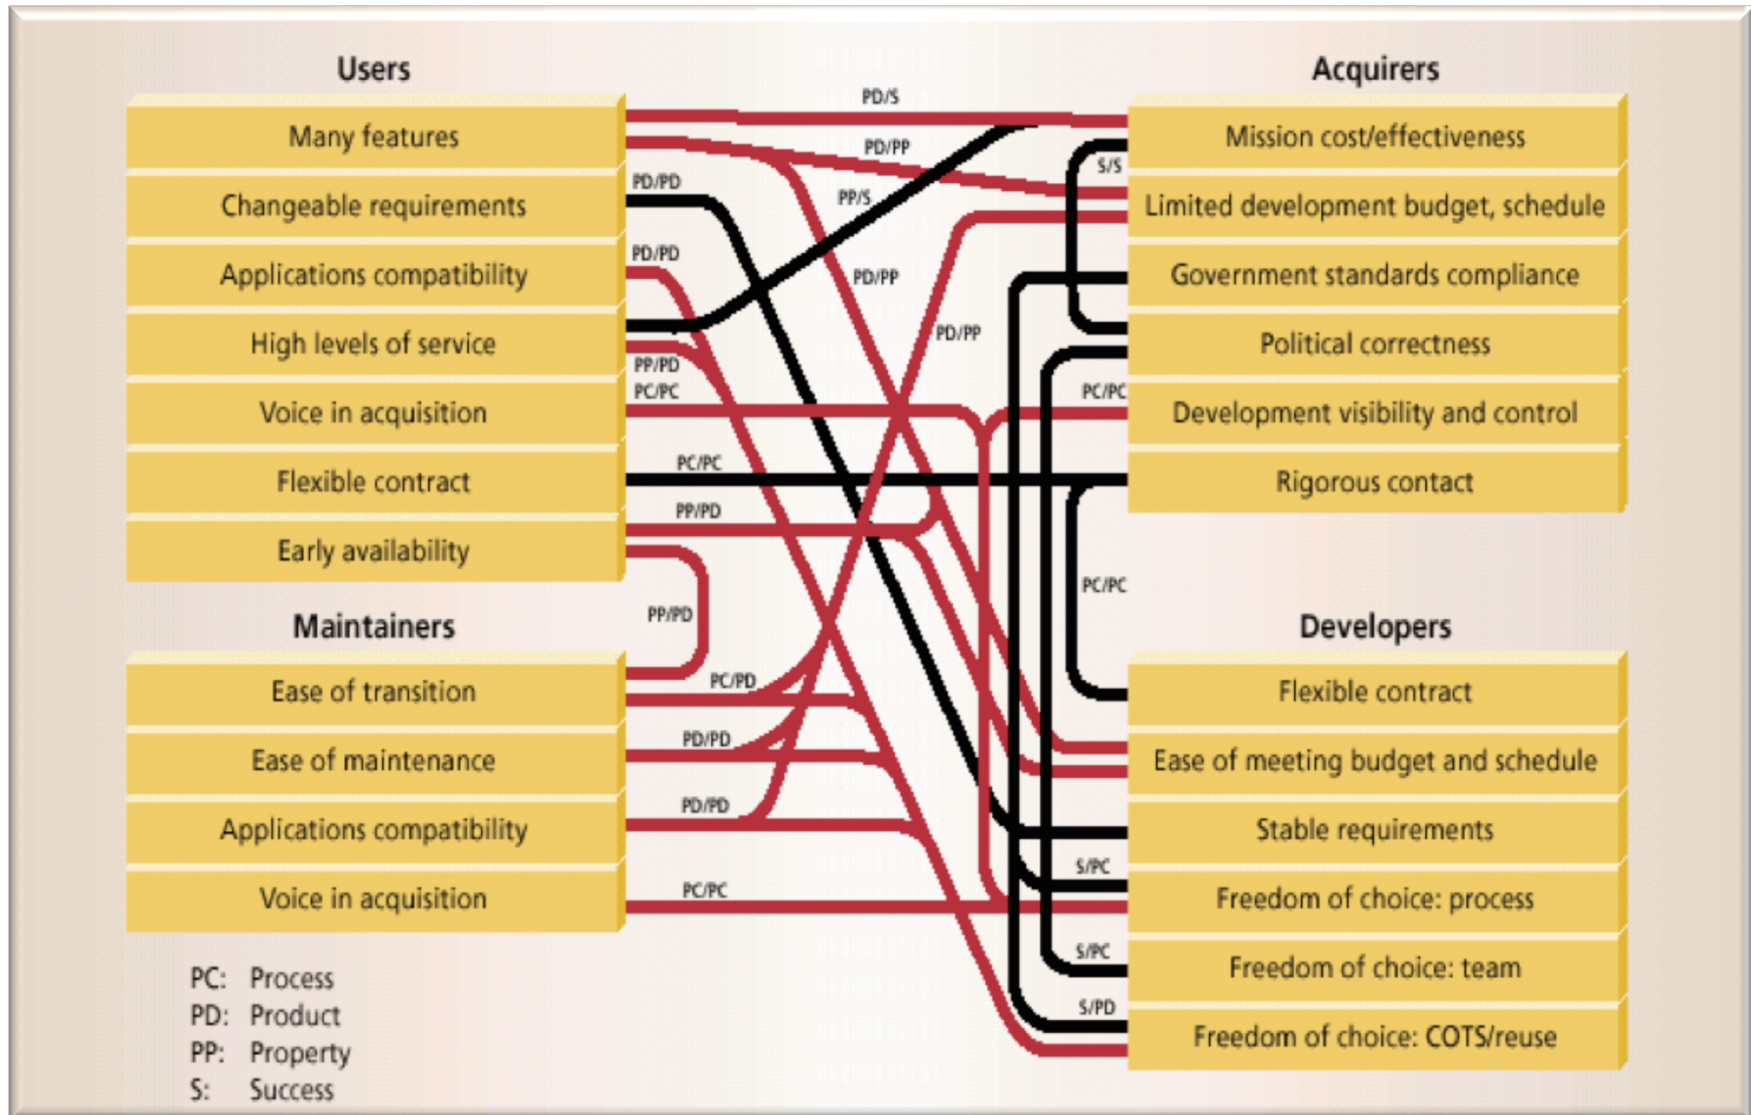 Users
Many features
Changeable requirements
Applications compatibility
High levels of service
Voice in acquisition
Flexible contract
Early availability
Maintainers
Ease of transition
Ease of maintenance
Applications compatibility
Voice in acquisition
PC: Process
PD: Product
PP: Property
S: Success
PD/S
PD/PP
PD/PD
PP/S
PD/PD
PD/PP
PD/PP
PP/PD
PC/PC
PC/PC
PP/PD
PP/PD
PC/PD
PD/PD
PD/PD
PC/PC
S/S
PC/PC
PC/PC
S/PC
S/PC
S/PD
Acquirers
Mission cost/effectiveness
Limited development budget, schedule
Government standards compliance
Political correctness
Development visibility and control
Rigorous contact
Developers
Flexible contract
Ease of meeting budget and schedule
Stable requirements
Freedom of choice: process
Freedom of choice: team
Freedom of choice: COTS/reuse